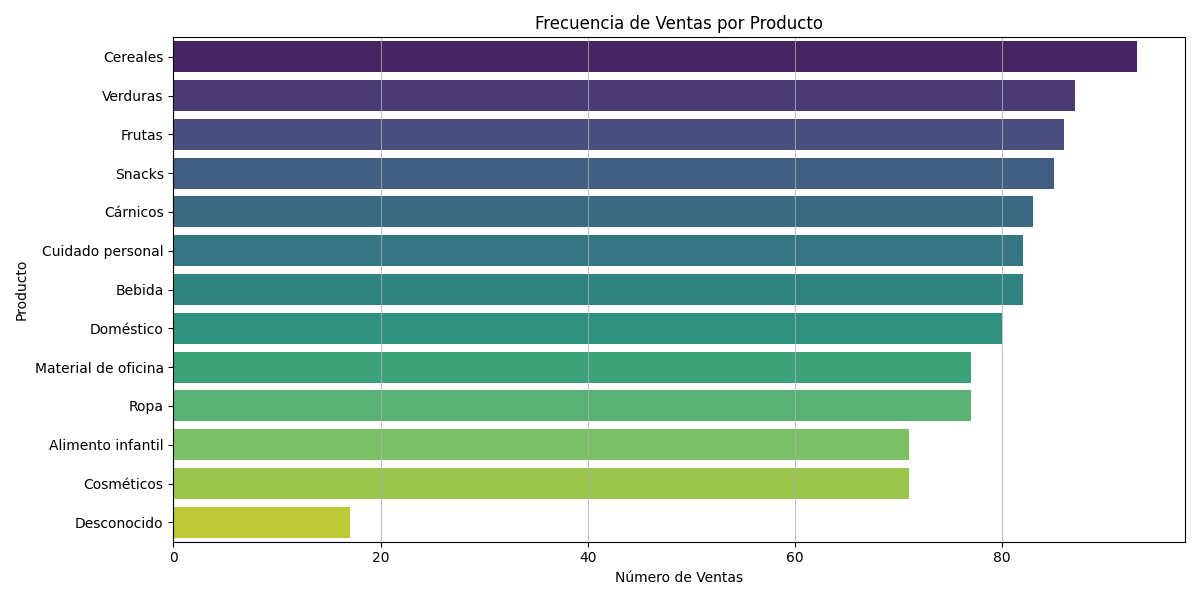 Frecuencia de Ventas por Producto
Producto
Cereales
Verduras
Frutas
Snacks
Cárnicos
Cuidado personal
Bebida
Doméstico
Material de oficina
Ropa
Alimento infantil
Cosméticos
Desconocido
0 20 40 60 80
Número de Ventas